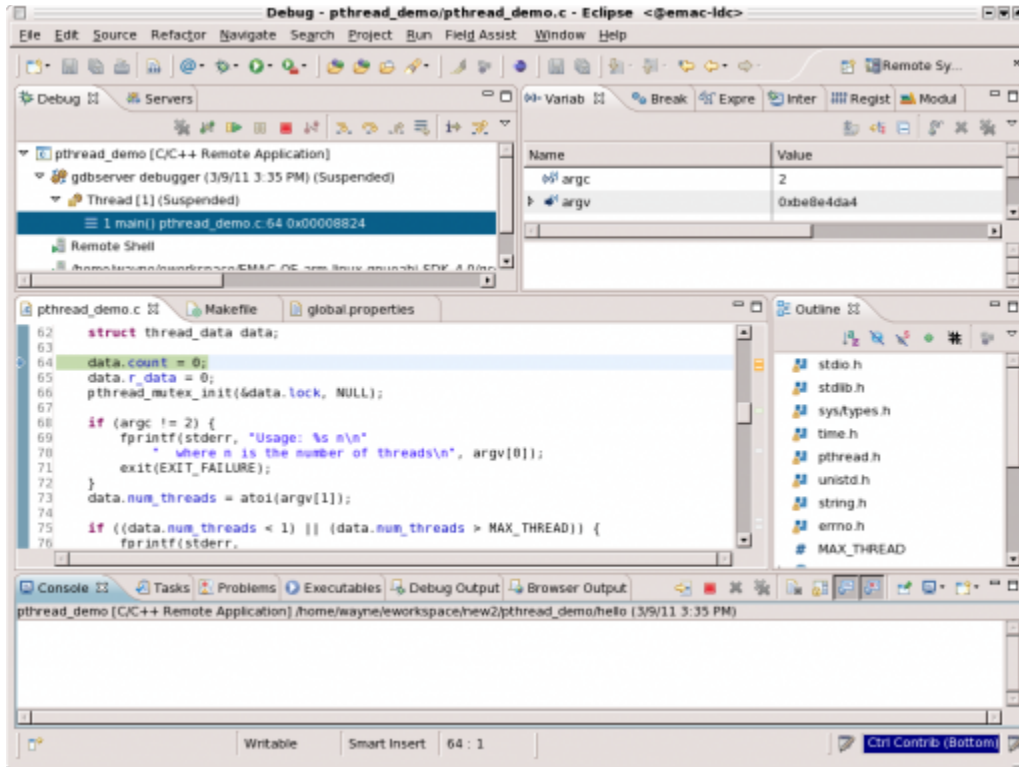 Debug - pthread_demo/pthread_demo.c - Eclipse <@emac-ldc>
File Edit Source Refactor Navigate Search Project Run Field Assist Window Help
Remote Sy...
Debug Servers
pthread_demo [C/C++ Remote Application]
gdbserver debugger (3/9/11 3:35 PM) (Suspended)
Thread [1] (Suspended)
1 main() pthread_demo.c:64 0x00008824
Remote Shell
Variab Break Expre Inter Regist Modul
Name Value
argc 2
argv 0xbe8e4da4
pthread_demo.c Makefile global.properties
62 struct thread_data data;
63
64 data.count = 0;
65 data.r_data = 0;
66 pthread_mutex_init(&data.lock, NULL);
67
68 if (argc != 2) {
69 fprintf(stderr, "Usage: %s n\n"
70 " where n is the number of threads\n", argv[0]);
71 exit(EXIT_FAILURE);
72 }
73 data.num_threads = atoi(argv[1]);
74
75 if ((data.num_threads < 1) || (data.num_threads > MAX_THREAD)) {
76 fprintf(stderr,
Outline
stdio.h
stdlib.h
sys/types.h
time.h
pthread.h
unistd.h
string.h
errno.h
# MAX_THREAD
Console Tasks Problems Executables Debug Output Browser Output
pthread_demo [C/C++ Remote Application] /home/wayne/eworkspace/new2/pthread_demo/hello (3/9/11 3:35 PM)
Writable Smart Insert 64 : 1
Ctrl Contrib (Bottom)